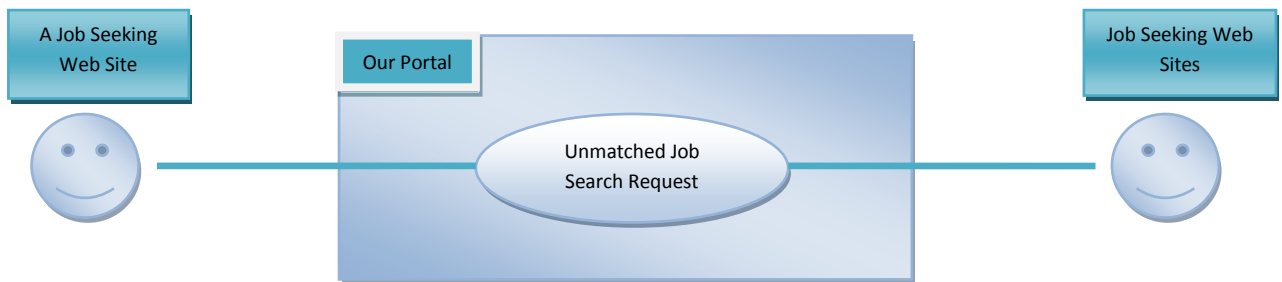 A Job Seeking
Web Site
Our Portal
Unmatched Job
Search Request
Job Seeking Web
Sites